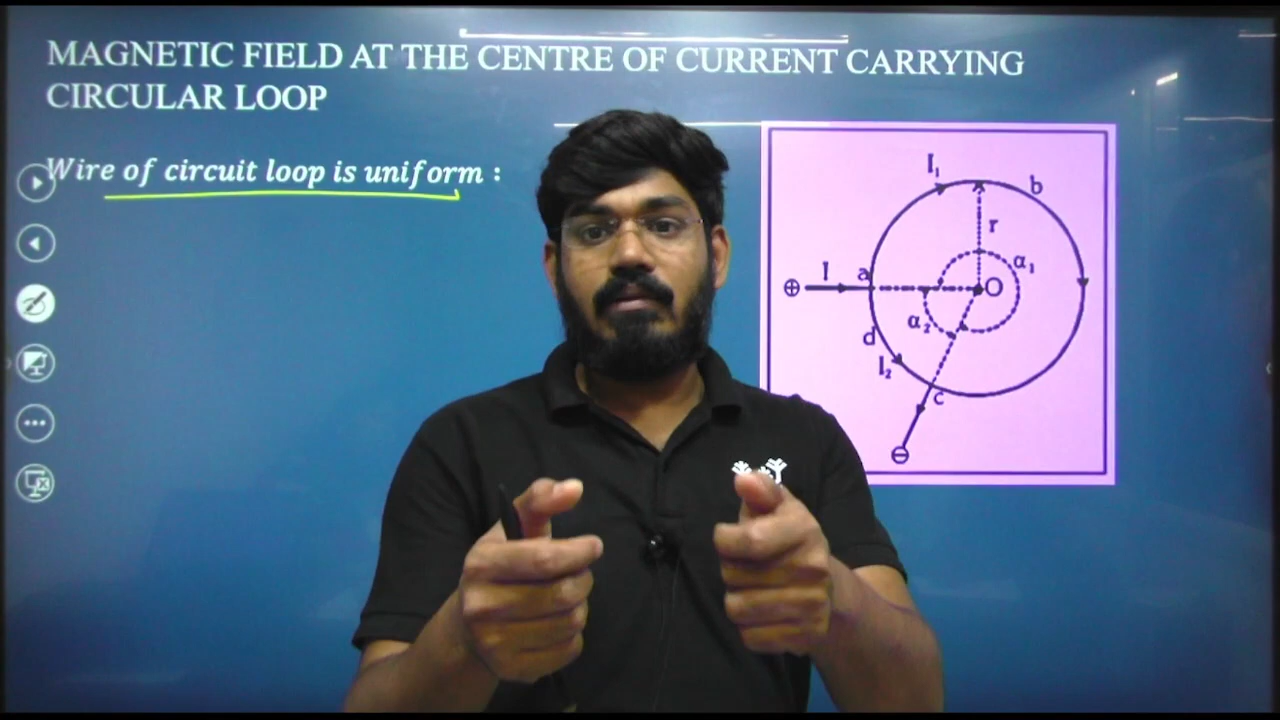 MAGNETIC FIELD AT THE CENTRE OF CURRENT CARRYING
CIRCULAR LOOP
Wire of circuit loop is uniform :
I₁
b
r
α₁
I
a
O
α₂
d
I₂
c